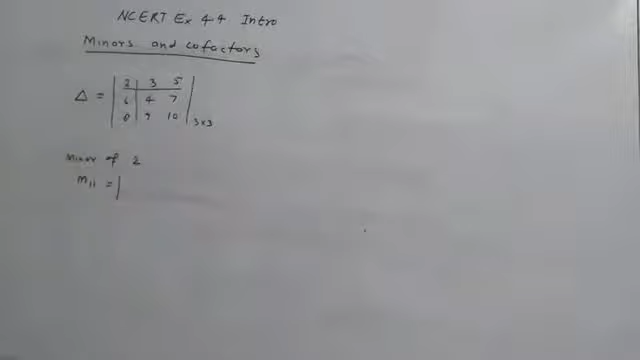 NCERT Ex 4.4 Intro
Minors and cofactors
Δ = | 2 3 5 |
| 6 4 7 |
| 8 9 10 | 3×3
Minor of 2
M11 = |